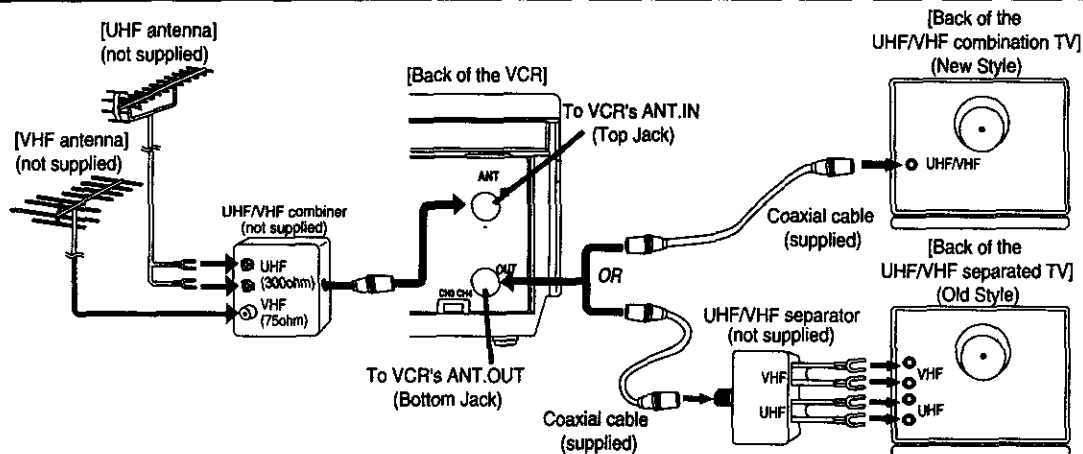 [UHF antenna]
(not supplied)
[VHF antenna]
(not supplied)
UHF/VHF combiner
(not supplied)
UHF
(300ohm)
VHF
(75ohm)
[Back of the VCR]
To VCR's ANT.IN
(Top Jack)
ANT
OUT
CH3 CH4
To VCR's ANT.OUT
(Bottom Jack)
OR
Coaxial cable
(supplied)
[Back of the
UHF/VHF combination TV]
(New Style)
UHF/VHF
Coaxial cable
(supplied)
UHF/VHF separator
(not supplied)
VHF
UHF
[Back of the
UHF/VHF separated TV]
(Old Style)
VHF
UHF